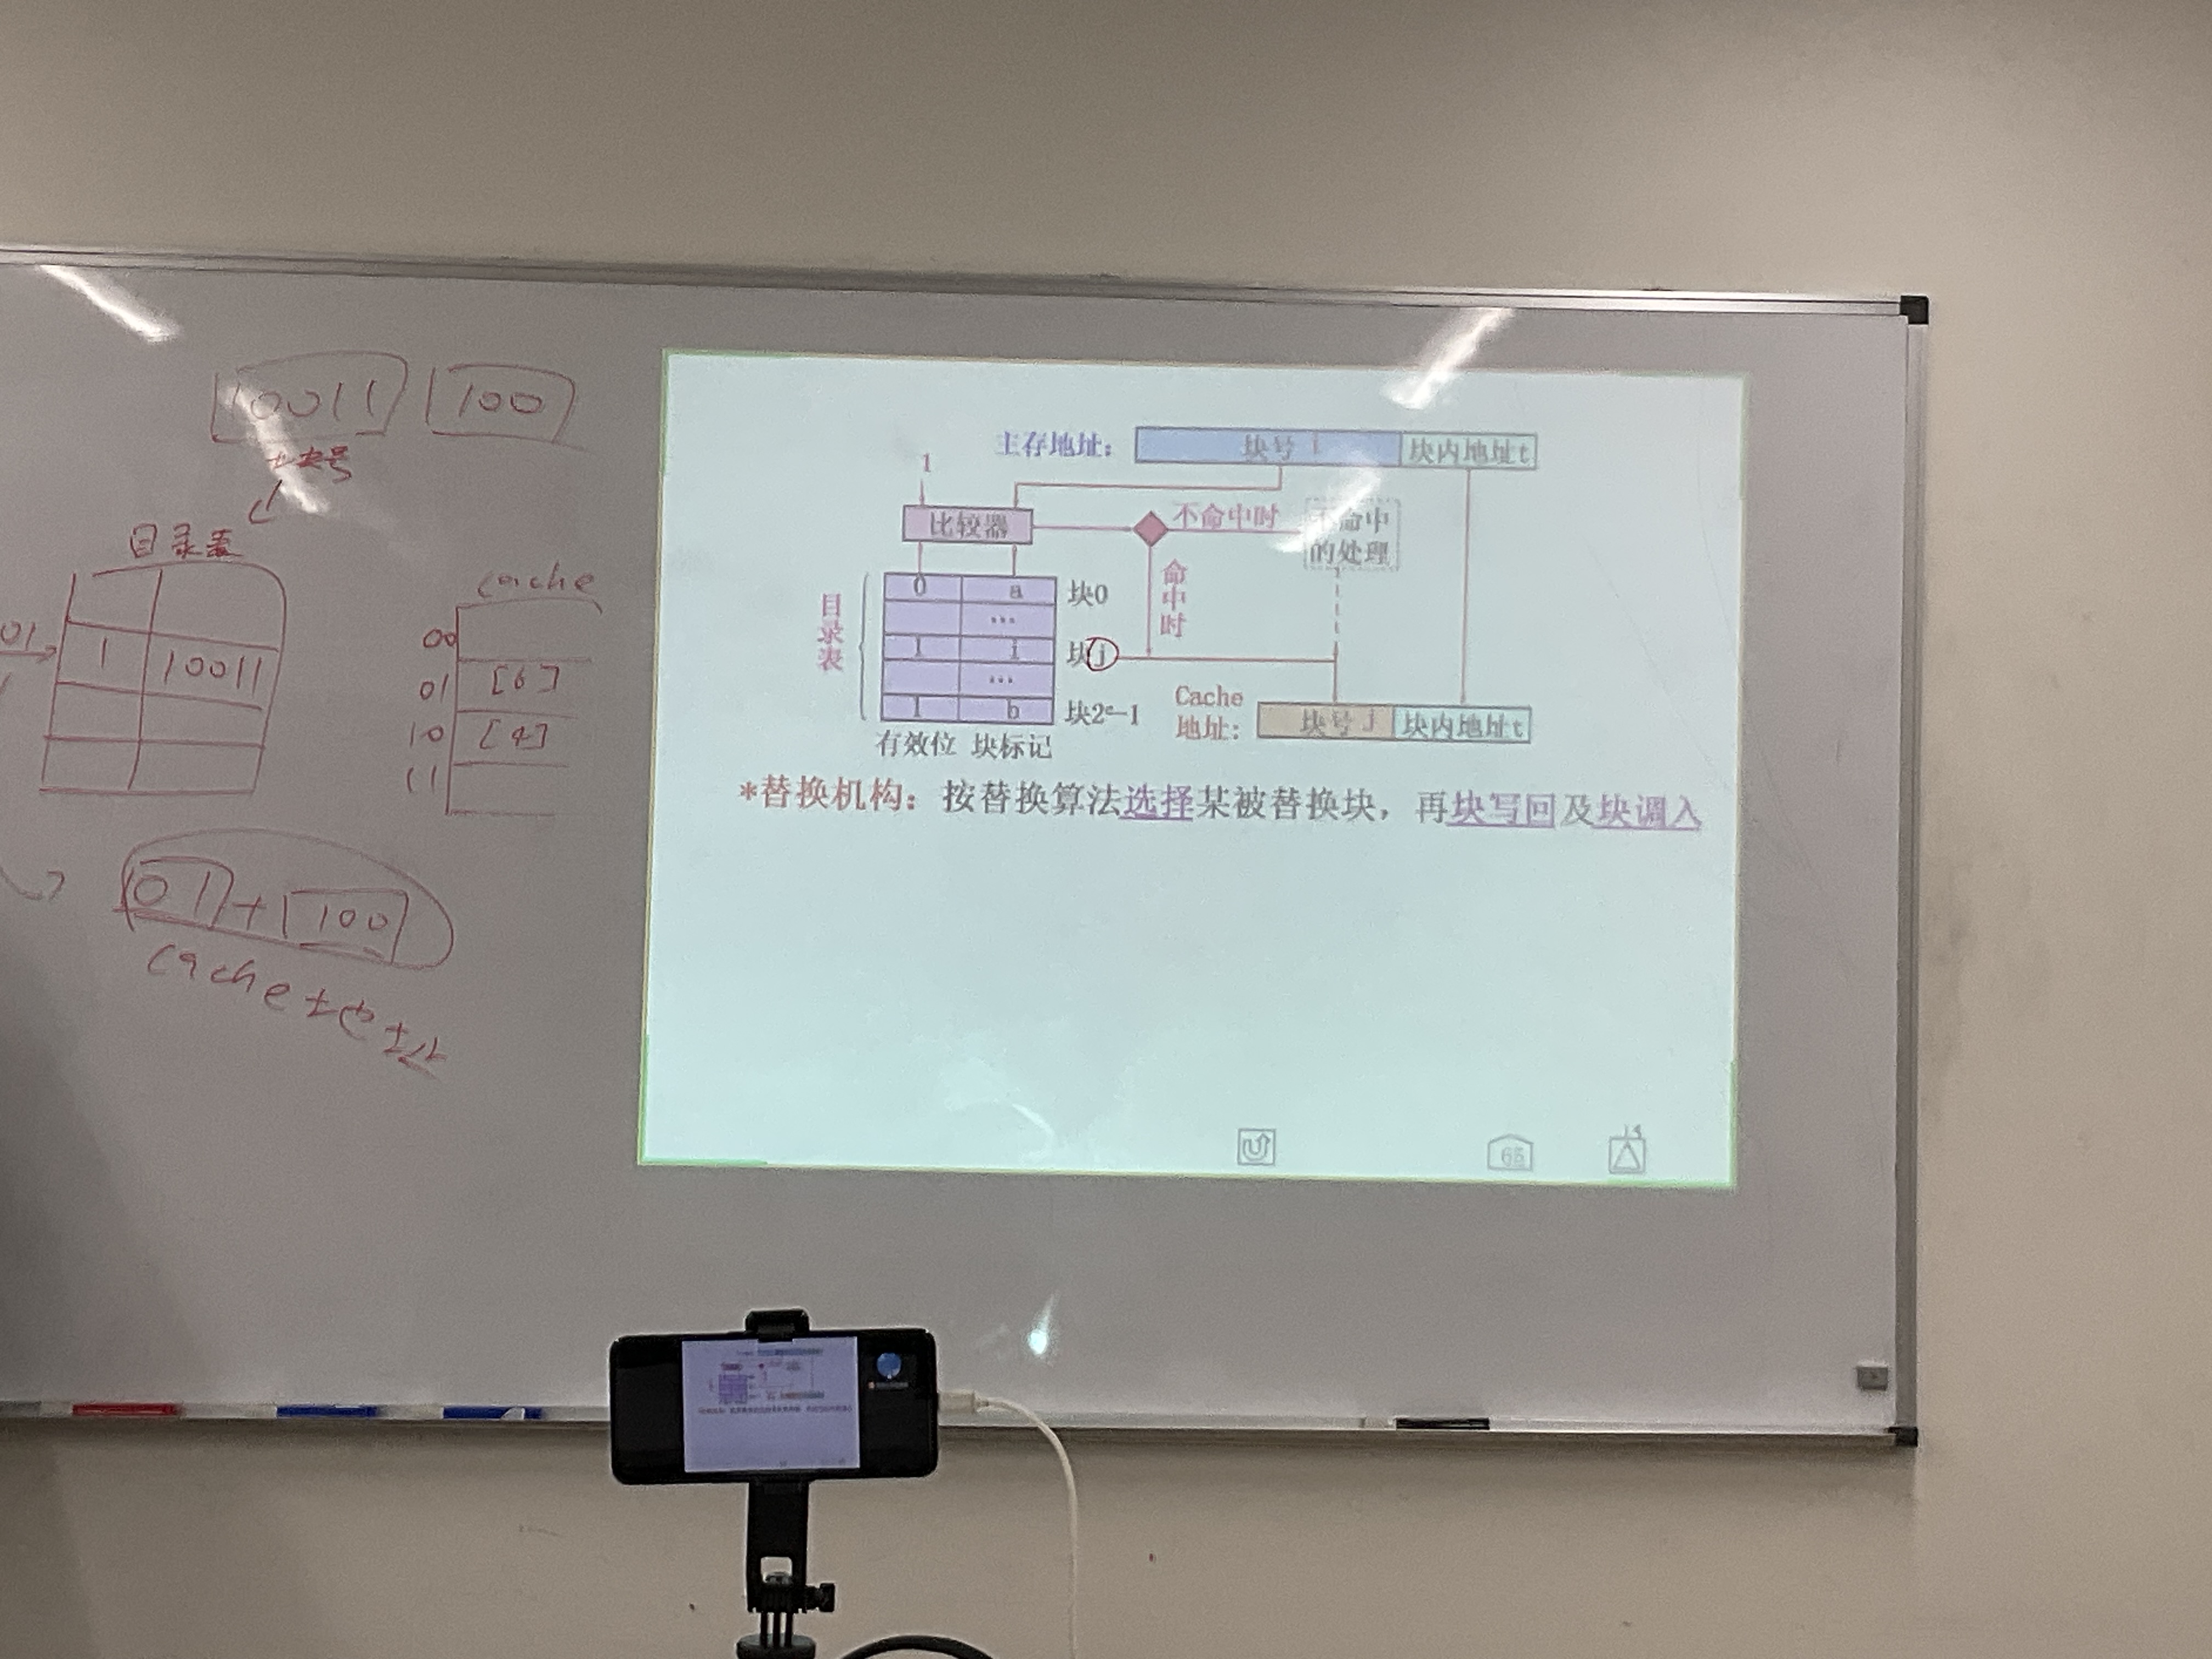 10011 100
块号
目录表
01
1 10011
cache
00
01 [6]
10 [4]
11
01 + 100
cache地址
主存地址： 块号 i 块内地址t
1
比较器
不命中时
不命中
的处理
命中时
目录表
0 a 块0
...
1 i 块j
...
1 b 块2ᶜ-1
有效位 块标记
Cache
地址： 块号 j 块内地址t
*替换机构：按替换算法选择某被替换块，再块写回及块调入
65